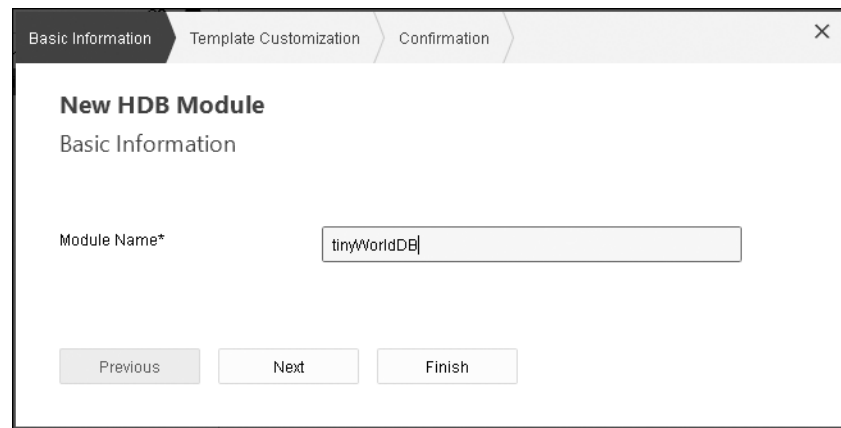 Basic Information Template Customization Confirmation
New HDB Module
Basic Information
Module Name* tinyWorldDB
Previous Next Finish